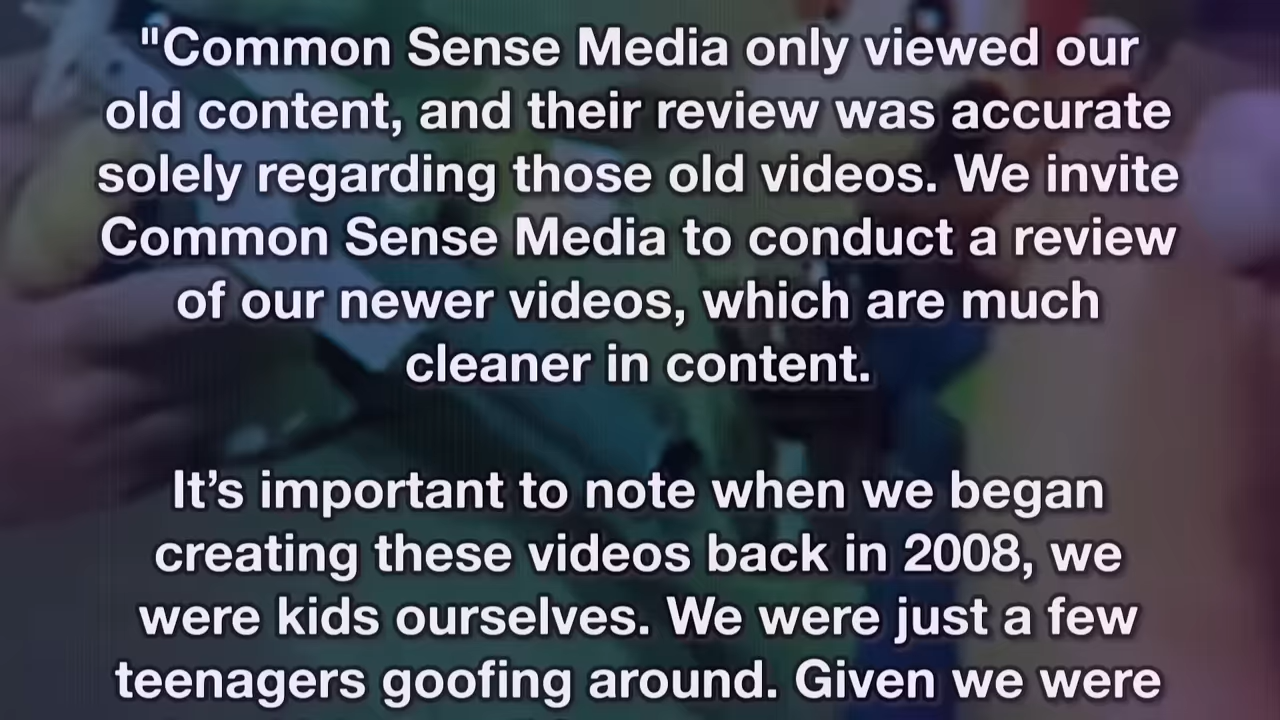 "Common Sense Media only viewed our
old content, and their review was accurate
solely regarding those old videos. We invite
Common Sense Media to conduct a review
of our newer videos, which are much
cleaner in content.
It’s important to note when we began
creating these videos back in 2008, we
were kids ourselves. We were just a few
teenagers goofing around. Given we were